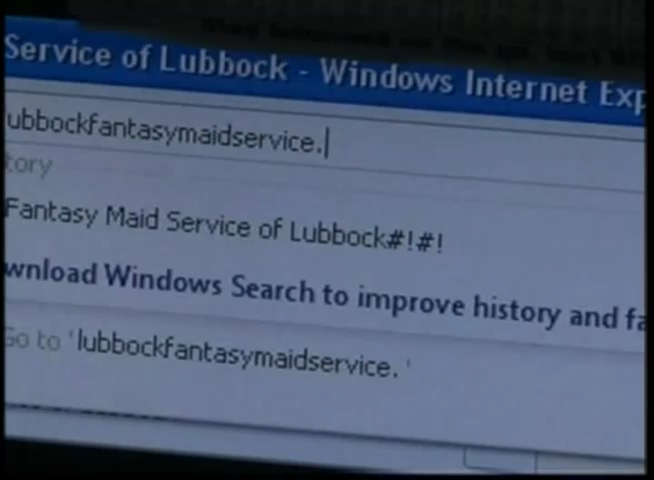 Service of Lubbock - Windows Internet Exp
ubbockfantasymaidservice.
tory
Fantasy Maid Service of Lubbock#!#!
wnload Windows Search to improve history and fa
Go to 'lubbockfantasymaidservice. '